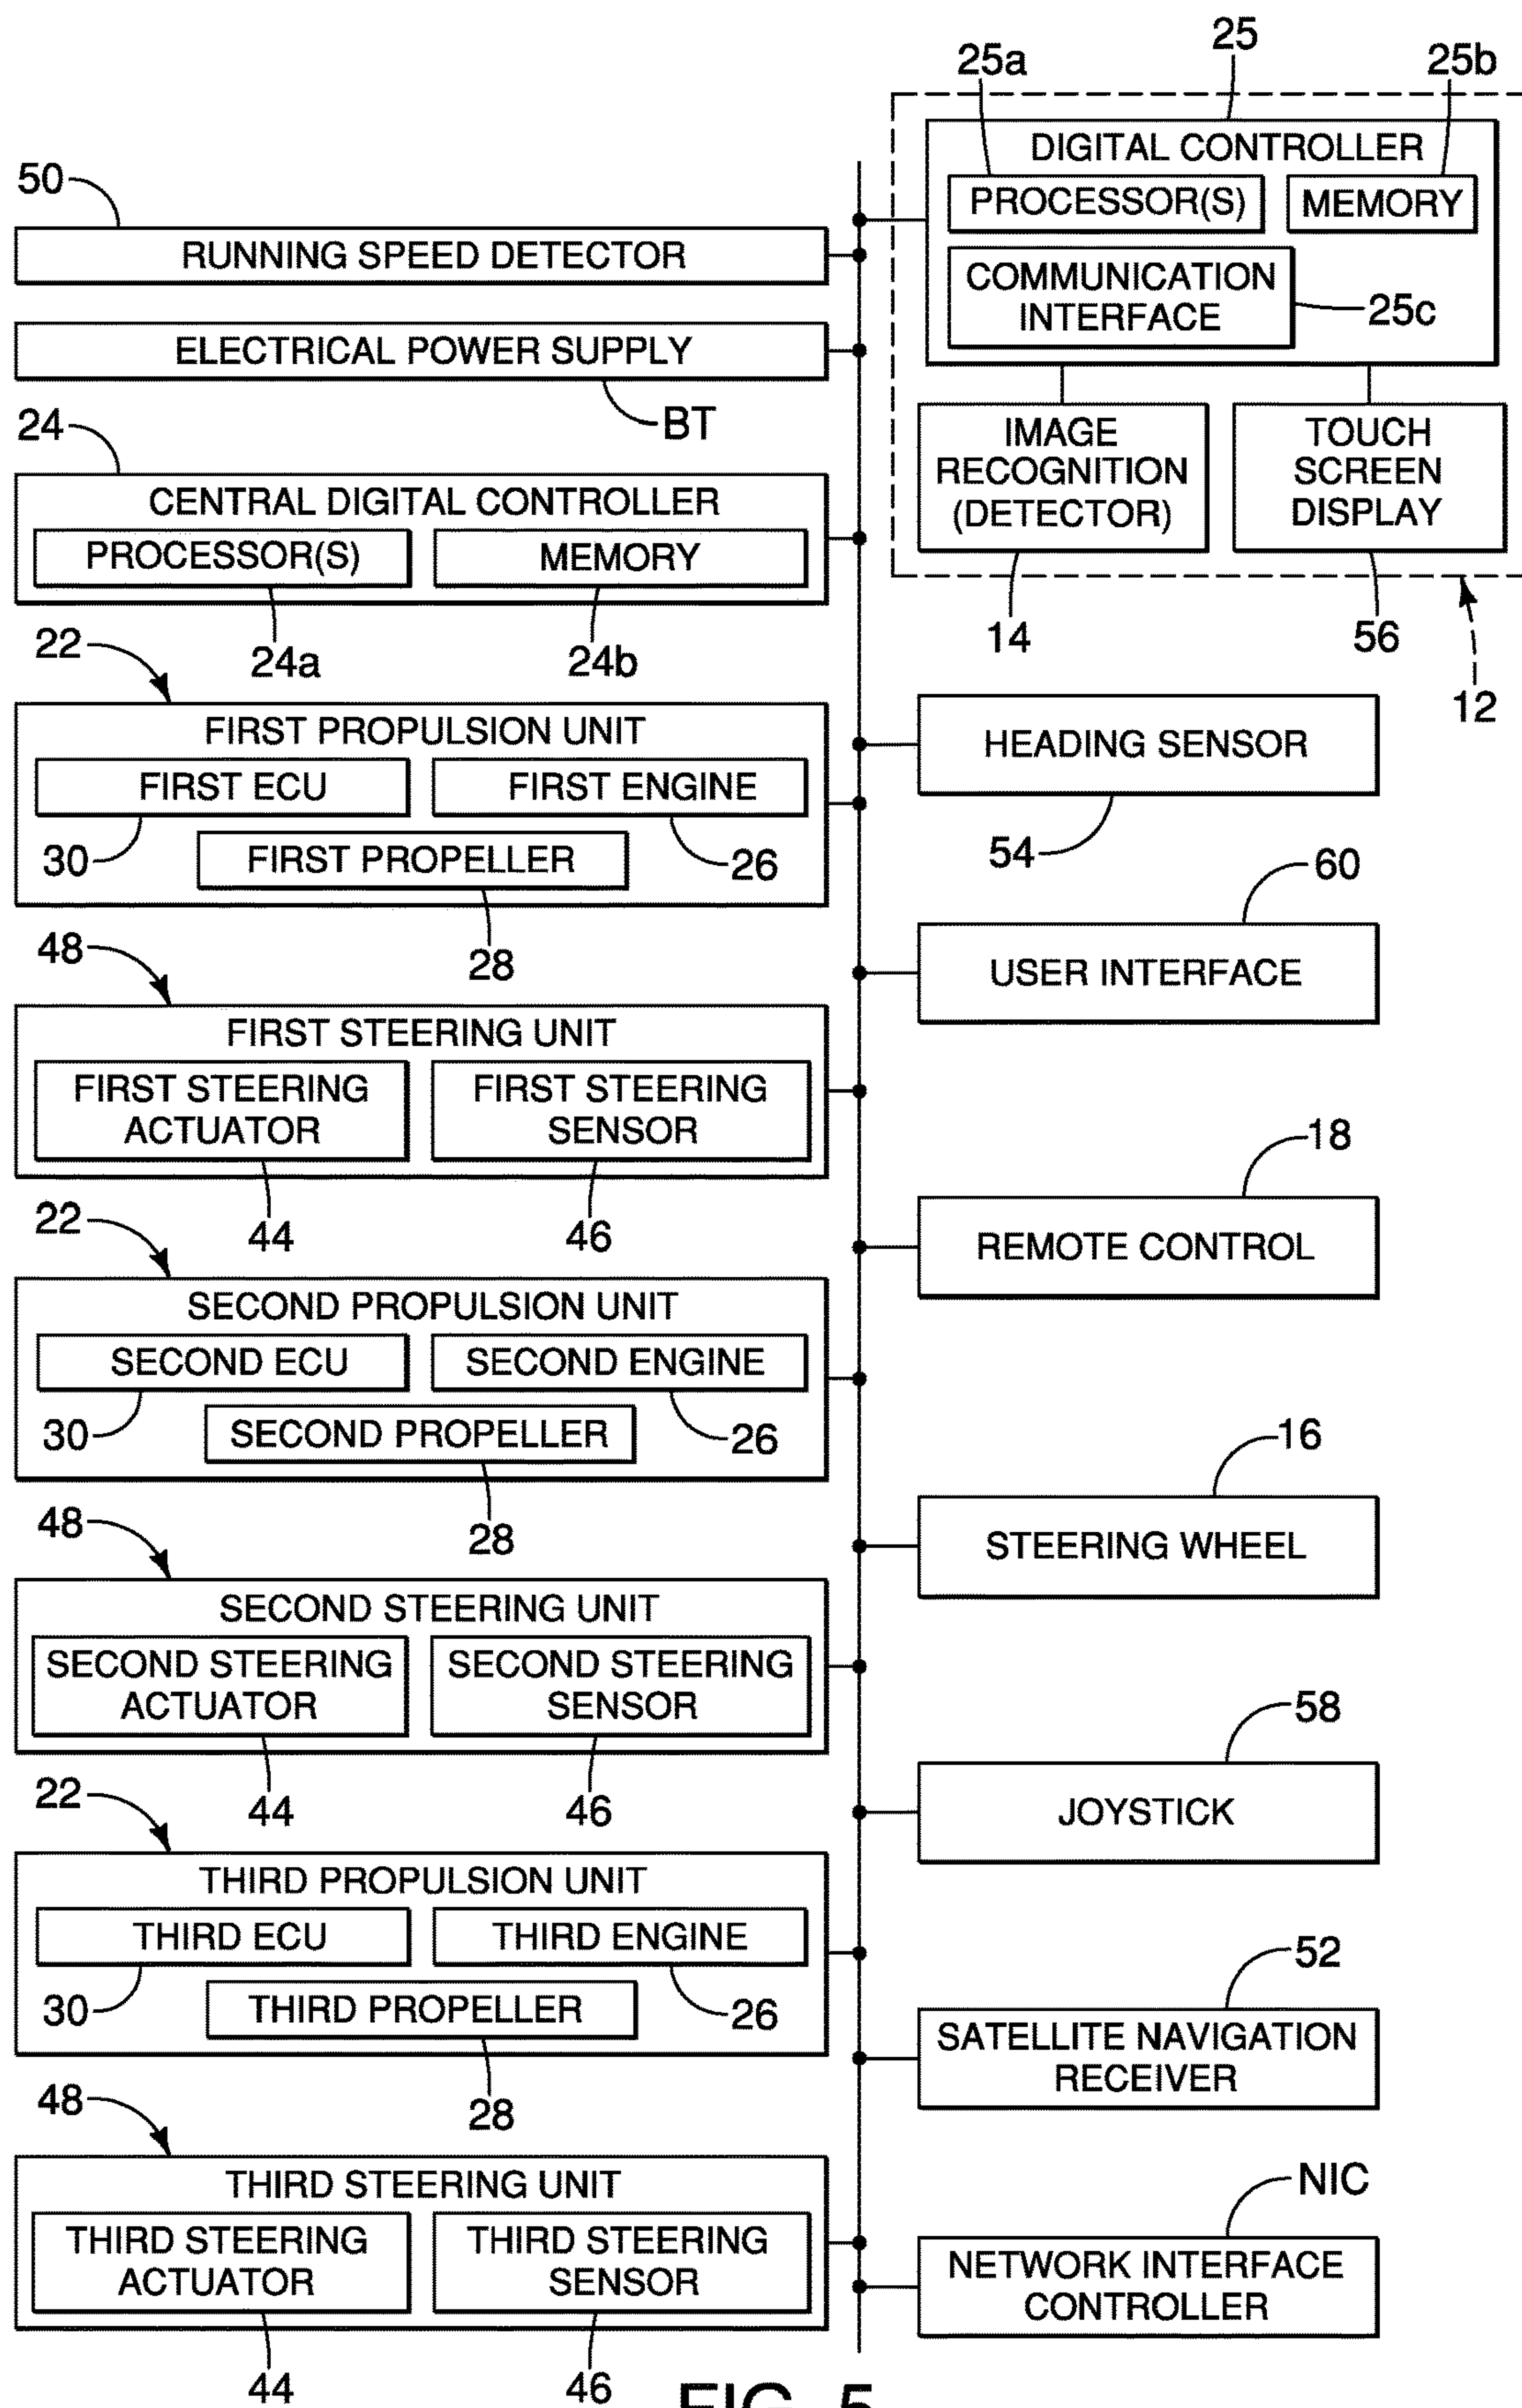 50
RUNNING SPEED DETECTOR
ELECTRICAL POWER SUPPLY
BT
24
CENTRAL DIGITAL CONTROLLER
PROCESSOR(S) MEMORY
24a 24b
22
FIRST PROPULSION UNIT
FIRST ECU FIRST ENGINE
30 FIRST PROPELLER 26
28
48
FIRST STEERING UNIT
FIRST STEERING
ACTUATOR
FIRST STEERING
SENSOR
44 46
22
SECOND PROPULSION UNIT
SECOND ECU SECOND ENGINE
30 SECOND PROPELLER 26
28
48
SECOND STEERING UNIT
SECOND STEERING
ACTUATOR
SECOND STEERING
SENSOR
44 46
22
THIRD PROPULSION UNIT
THIRD ECU THIRD ENGINE
30 THIRD PROPELLER 26
28
48
THIRD STEERING UNIT
THIRD STEERING
ACTUATOR
THIRD STEERING
SENSOR
44 46
25
25a 25b
DIGITAL CONTROLLER
PROCESSOR(S) MEMORY
COMMUNICATION
INTERFACE
25c
IMAGE
RECOGNITION
(DETECTOR)
TOUCH
SCREEN
DISPLAY
14 56
12
HEADING SENSOR
54
60
USER INTERFACE
18
REMOTE CONTROL
16
STEERING WHEEL
58
JOYSTICK
52
SATELLITE NAVIGATION
RECEIVER
NIC
NETWORK INTERFACE
CONTROLLER
FIG. 5